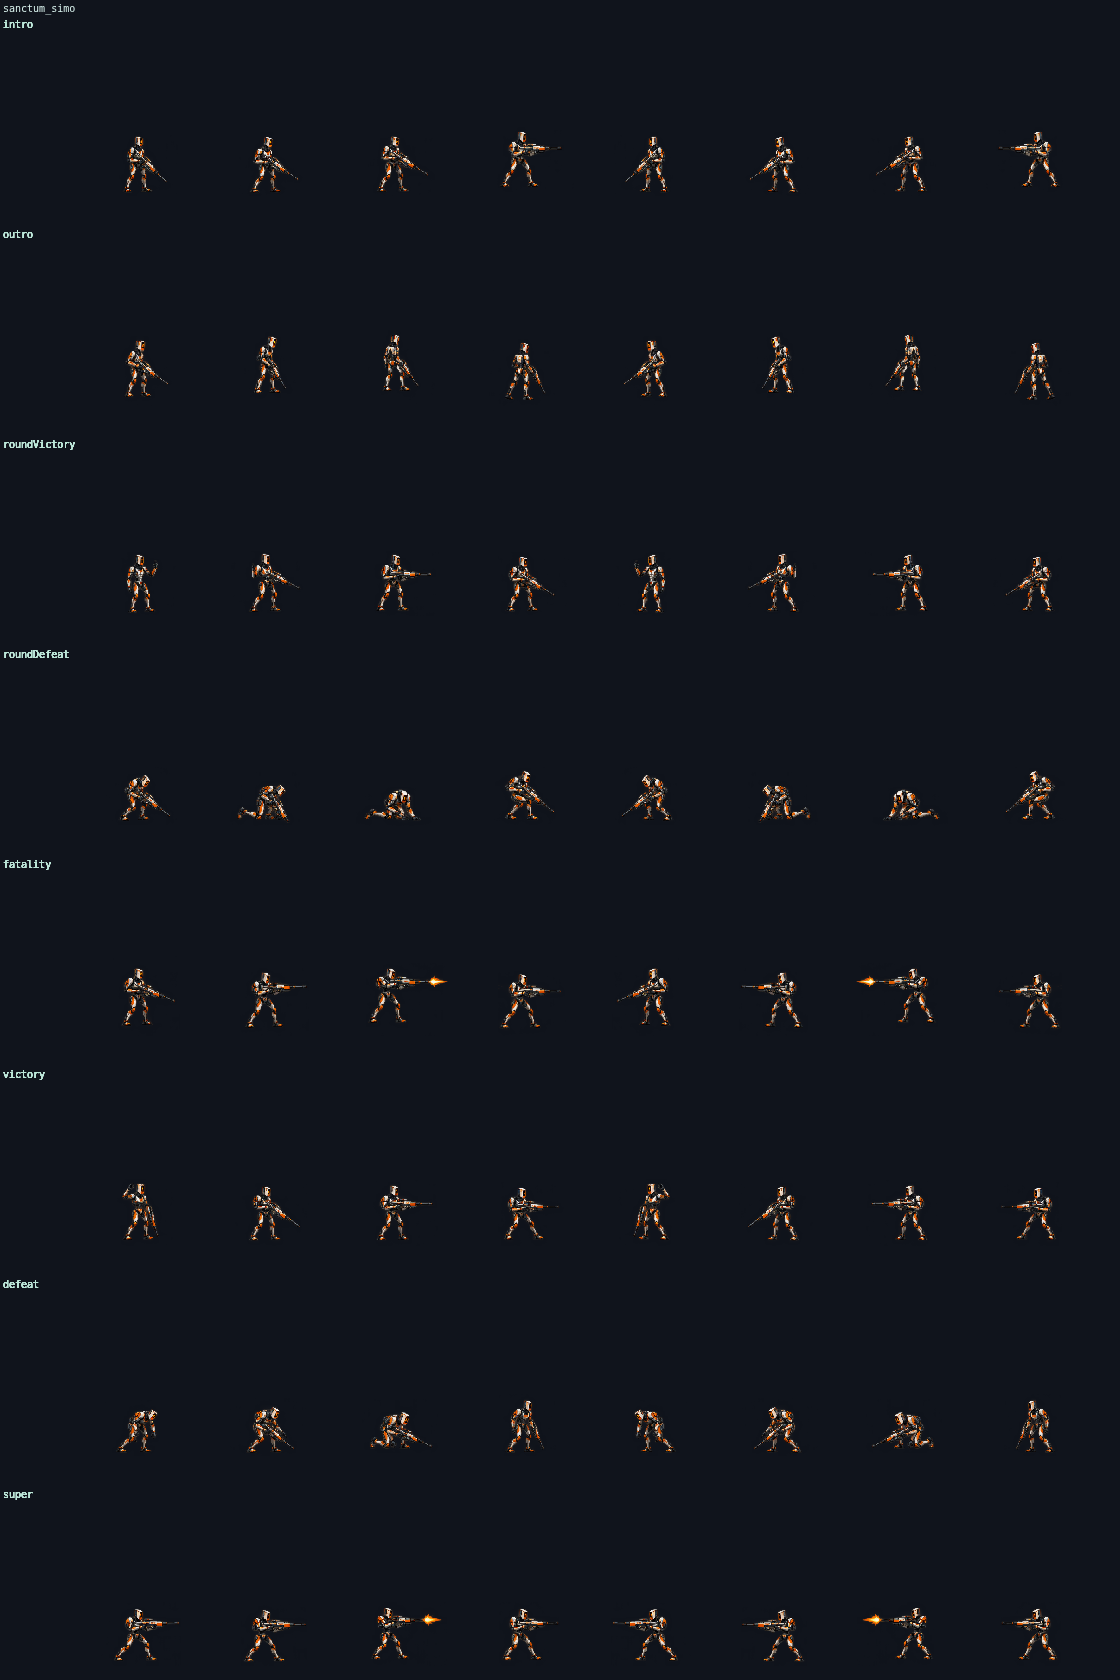 sanctum_simo
intro
outro
roundVictory
roundDefeat
fatality
victory
defeat
super